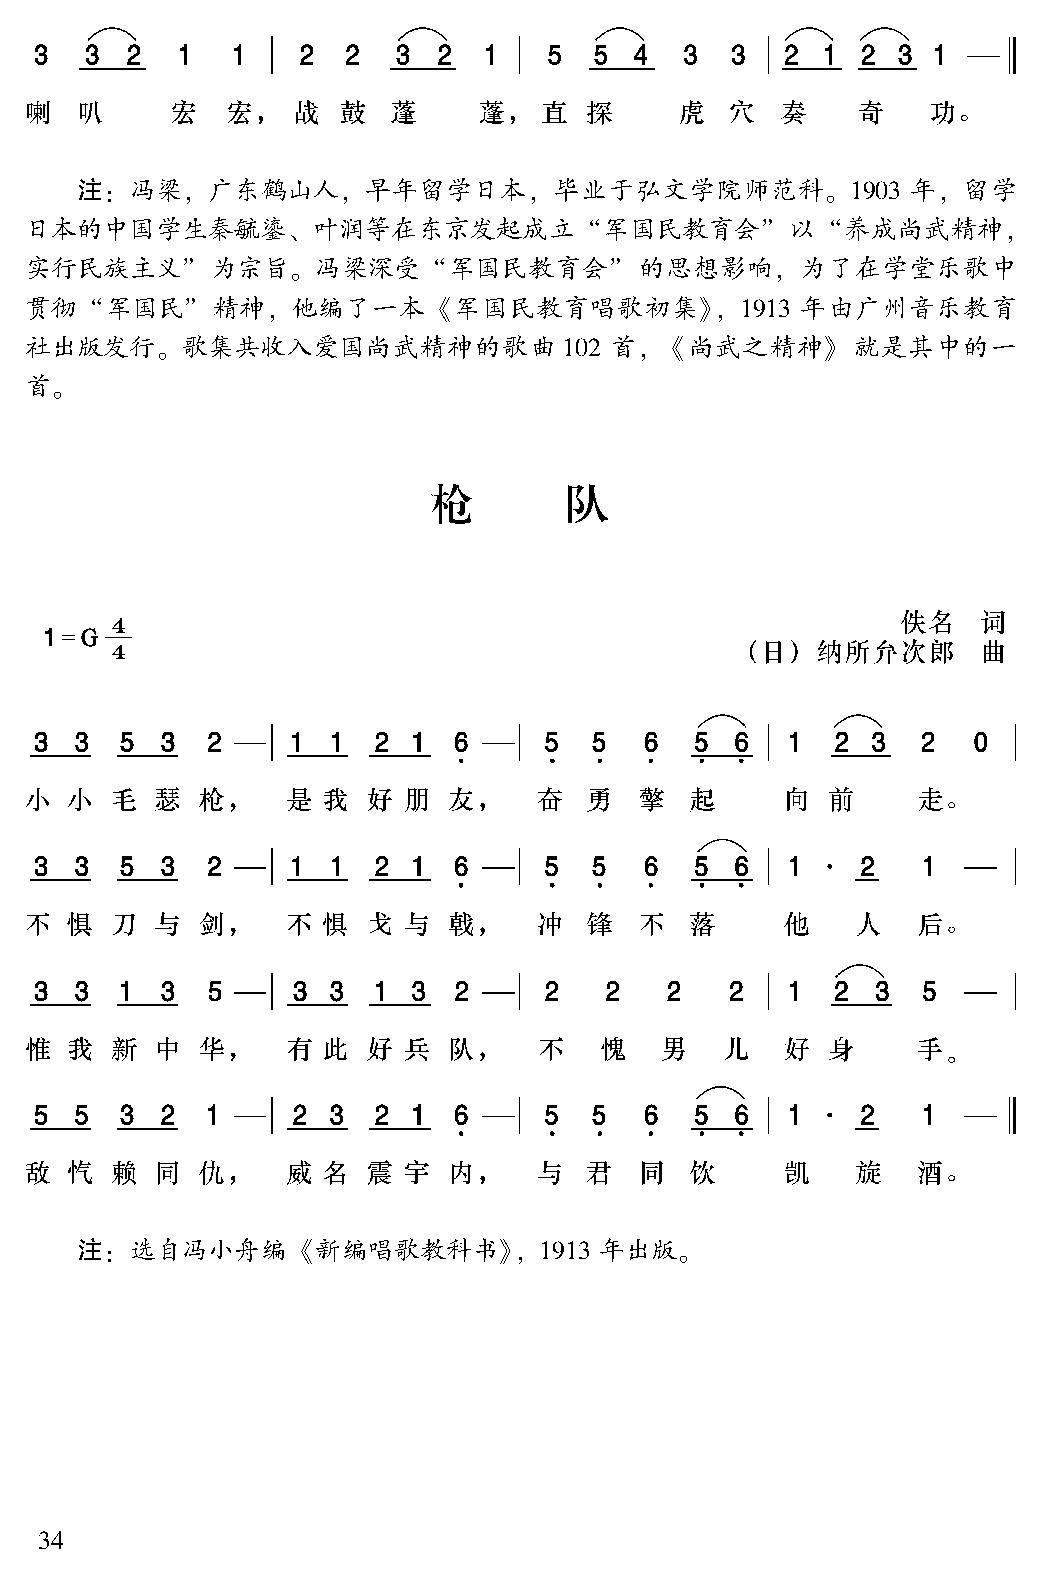 3 3 2 1 1 | 2 2 3 2 1 | 5 5 4 3 3 | 2 1 2 3 1 — ‖
喇 叭 宏 宏，战 鼓 蓬 蓬，直 探 虎 穴 奏 奇 功。
注：冯梁，广东鹤山人，早年留学日本，毕业于弘文学院师范科。1903 年，留学
日本的中国学生秦毓鎏、叶润等在东京发起成立“军国民教育会”以“养成尚武精神，
实行民族主义”为宗旨。冯梁深受“军国民教育会”的思想影响，为了在学堂乐歌中
贯彻“军国民”精神，他编了一本《军国民教育唱歌初集》，1913 年由广州音乐教育
社出版发行。歌集共收入爱国尚武精神的歌曲 102 首，《尚武之精神》就是其中的一
首。
枪 队
1=G 4/4
佚名 词
（日）纳所弁次郎 曲
3 3 5 3 2 — | 1 1 2 1 6̣ — | 5̣ 5̣ 6̣ 5̣ 6̣ | 1 2 3 2 0 |
小 小 毛 瑟 枪， 是 我 好 朋 友， 奋 勇 擎 起 向 前 走。
3 3 5 3 2 — | 1 1 2 1 6̣ — | 5̣ 5̣ 6̣ 5̣ 6̣ | 1 · 2 1 — |
不 惧 刀 与 剑， 不 惧 戈 与 戟， 冲 锋 不 落 他 人 后。
3 3 1 3 5 — | 3 3 1 3 2 — | 2 2 2 2 | 1 2 3 5 — |
惟 我 新 中 华， 有 此 好 兵 队， 不 愧 男 儿 好 身 手。
5 5 3 2 1 — | 2 3 2 1 6̣ — | 5̣ 5̣ 6̣ 5̣ 6̣ | 1 · 2 1 — ‖
敌 忾 赖 同 仇， 威 名 震 宇 内， 与 君 同 饮 凯 旋 酒。
注：选自冯小舟编《新编唱歌教科书》，1913 年出版。
34